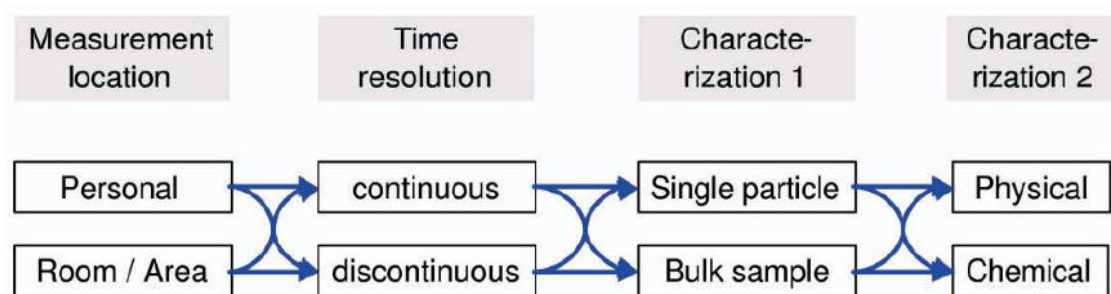 Measurement
location
Time
resolution
Characte-
rization 1
Characte-
rization 2
Personal
continuous
Single particle
Physical
Room / Area
discontinuous
Bulk sample
Chemical